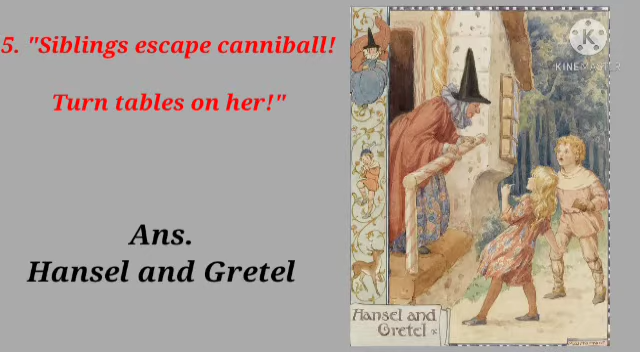 5. "Siblings escape canniball!
Turn tables on her!"
Ans.
Hansel and Gretel
K
KINEMASTER
Hansel and
Gretel